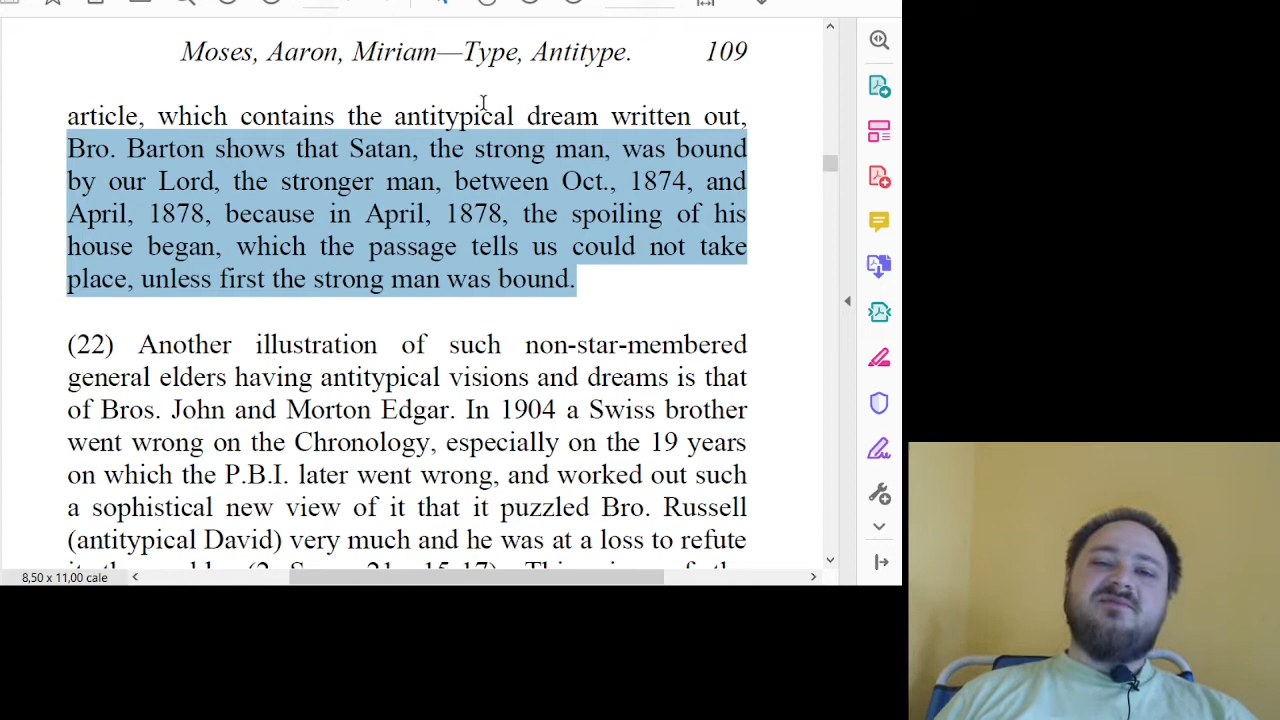 Moses, Aaron, Miriam—Type, Antitype. 109
article, which contains the antitypical dream written out,
Bro. Barton shows that Satan, the strong man, was bound
by our Lord, the stronger man, between Oct., 1874, and
April, 1878, because in April, 1878, the spoiling of his
house began, which the passage tells us could not take
place, unless first the strong man was bound.
(22) Another illustration of such non-star-membered
general elders having antitypical visions and dreams is that
of Bros. John and Morton Edgar. In 1904 a Swiss brother
went wrong on the Chronology, especially on the 19 years
on which the P.B.I. later went wrong, and worked out such
a sophistical new view of it that it puzzled Bro. Russell
(antitypical David) very much and he was at a loss to refute
8,50 x 11,00 cale